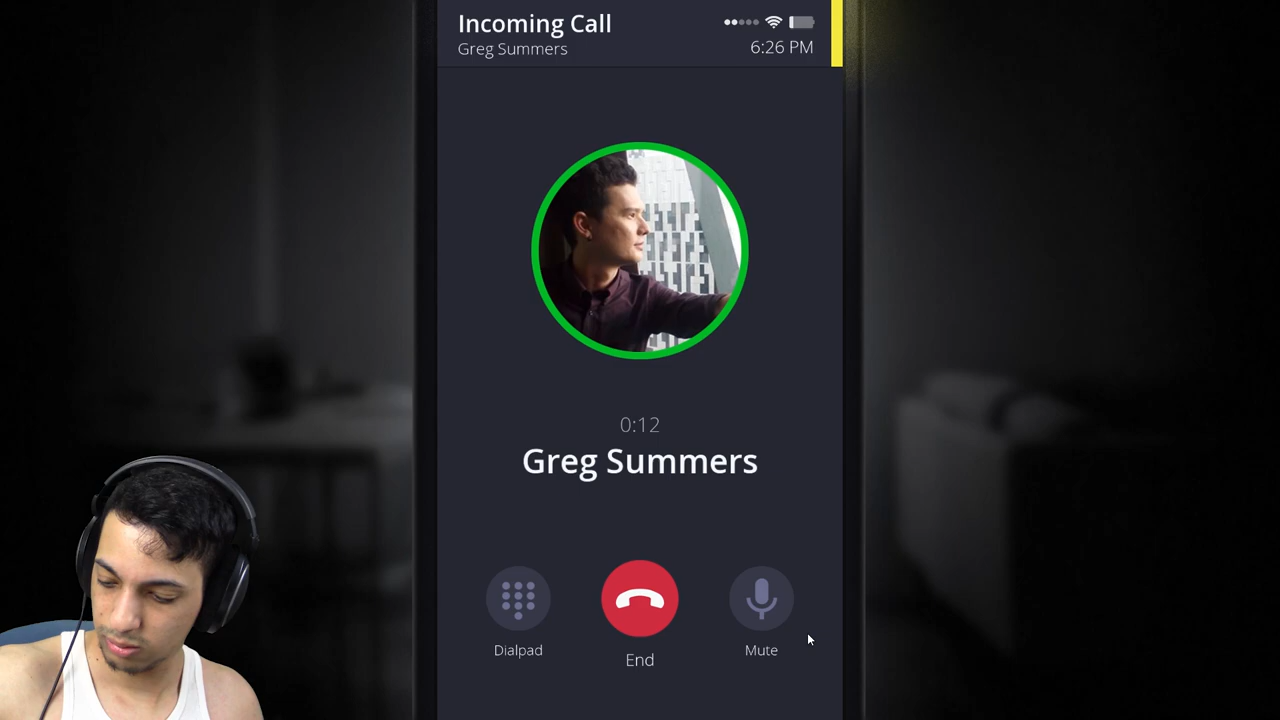 Incoming Call
Greg Summers
6:26 PM
0:12
Greg Summers
Dialpad
End
Mute